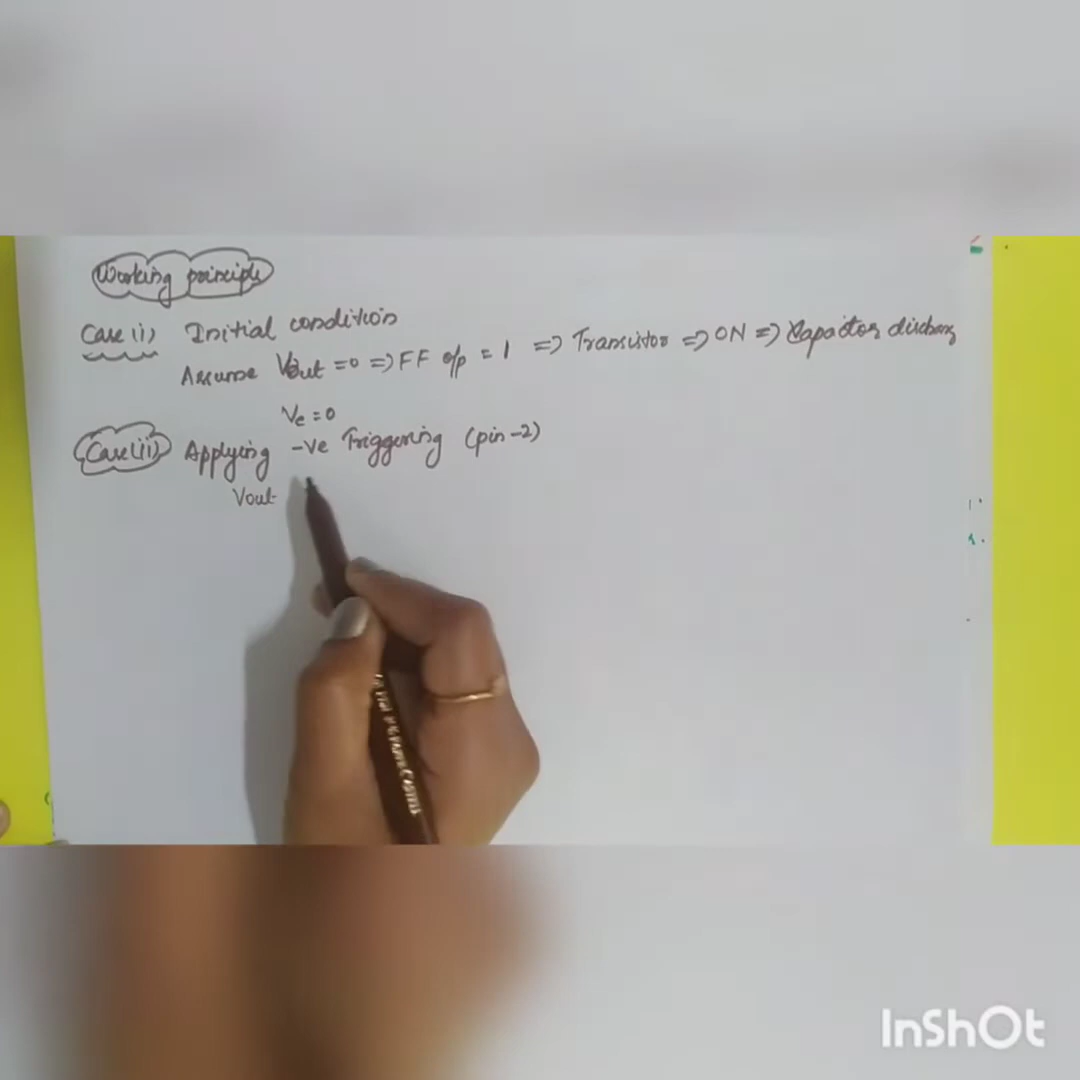 Working principle
Case (i) Initial condition
Assume Vout = 0 => FF o/p = 1 => Transistor => ON => Capacitor discharg
Vc = 0
Case (ii) Applying -ve Triggering (pin-2)
Vout
InShOt